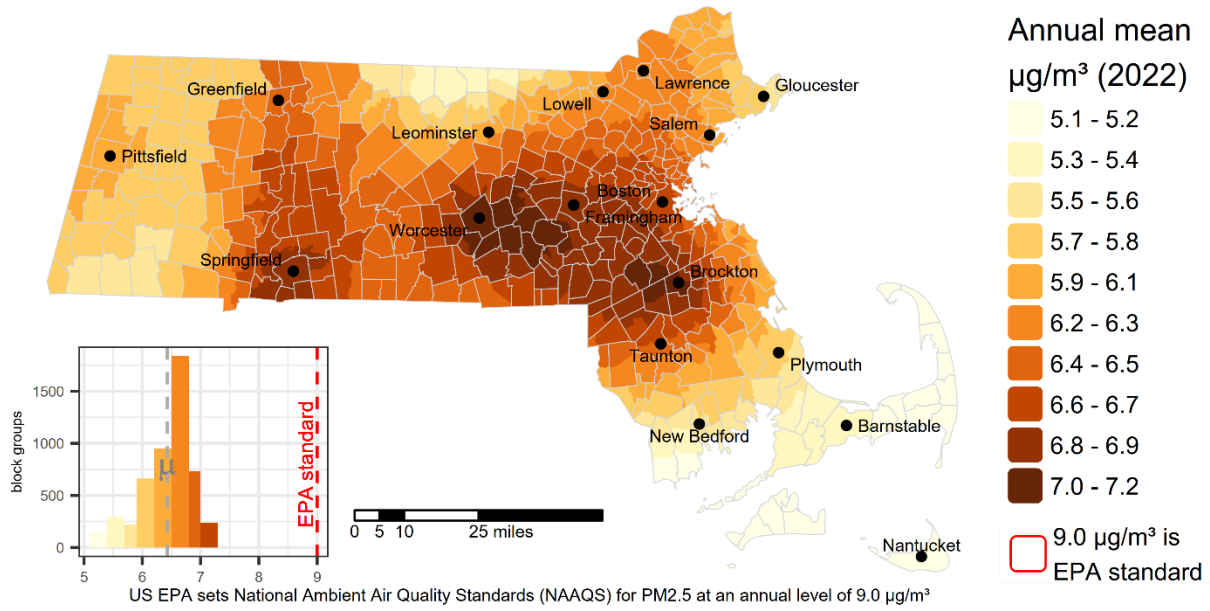 Annual mean
µg/m³ (2022)
5.1 - 5.2
5.3 - 5.4
5.5 - 5.6
5.7 - 5.8
5.9 - 6.1
6.2 - 6.3
6.4 - 6.5
6.6 - 6.7
6.8 - 6.9
7.0 - 7.2
9.0 µg/m³ is
EPA standard
Greenfield
Pittsfield
Springfield
Leominster
Worcester
Lowell
Lawrence
Gloucester
Salem
Boston
Framingham
Brockton
Taunton
Plymouth
New Bedford
Barnstable
Nantucket
block groups
1500
1000
500
0
µ
EPA standard
5
6
7
8
9
0
5
10
25 miles
US EPA sets National Ambient Air Quality Standards (NAAQS) for PM2.5 at an annual level of 9.0 µg/m³